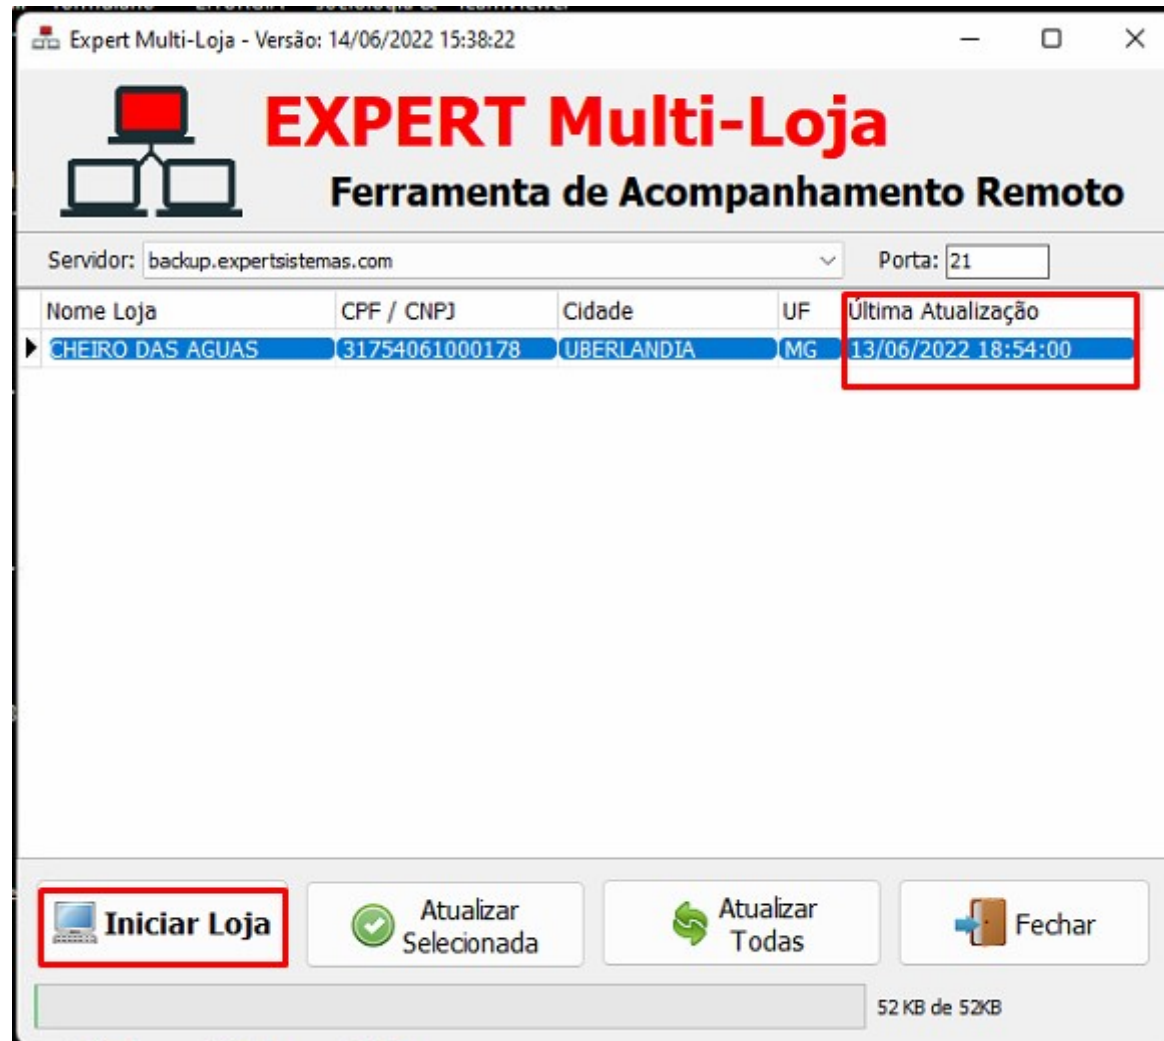 Expert Multi-Loja - Versão: 14/06/2022 15:38:22
EXPERT Multi-Loja
Ferramenta de Acompanhamento Remoto
Servidor: backup.expertsistemas.com Porta: 21
Nome Loja CPF / CNPJ Cidade UF Última Atualização
CHEIRO DAS AGUAS 31754061000178 UBERLANDIA MG 13/06/2022 18:54:00
Iniciar Loja
Atualizar
Selecionada
Atualizar
Todas
Fechar
52 KB de 52KB